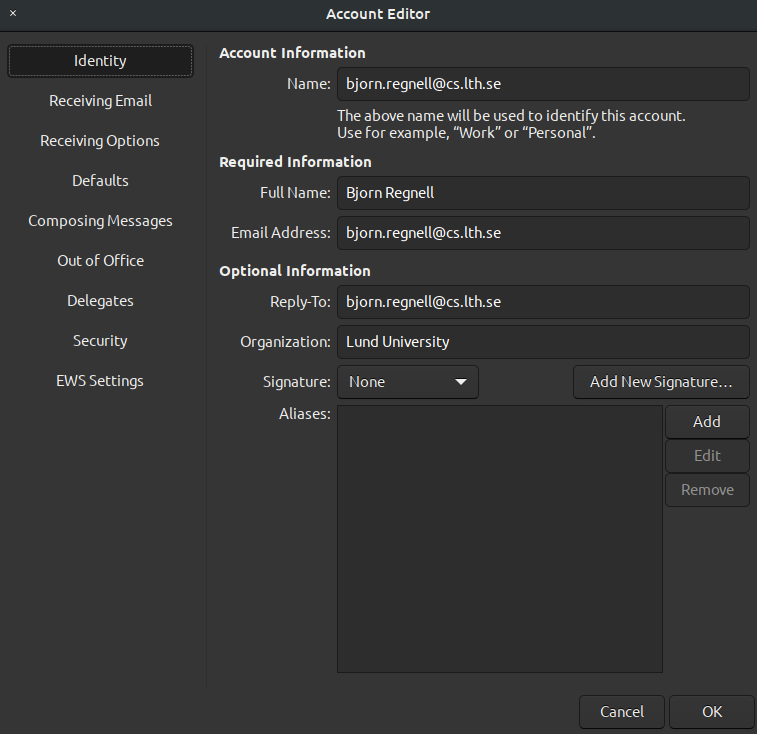 ×
Account Editor
Identity
Receiving Email
Receiving Options
Defaults
Composing Messages
Out of Office
Delegates
Security
EWS Settings
Account Information
Name: bjorn.regnell@cs.lth.se
The above name will be used to identify this account.
Use for example, “Work” or “Personal”.
Required Information
Full Name: Bjorn Regnell
Email Address: bjorn.regnell@cs.lth.se
Optional Information
Reply-To: bjorn.regnell@cs.lth.se
Organization: Lund University
Signature: None Add New Signature…
Aliases:
Add
Edit
Remove
Cancel OK